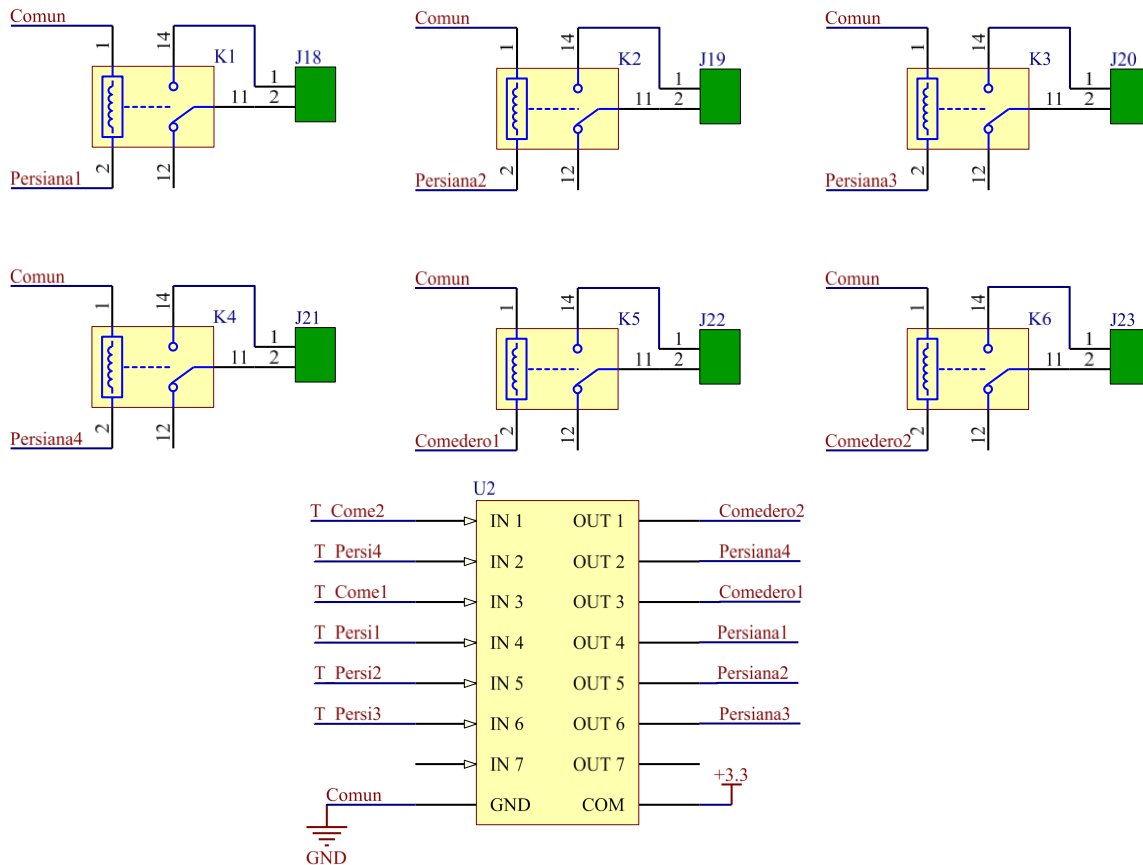 Comun
1
14
K1
J18
1
11
2
2
12
Persiana1
Comun
1
14
K2
J19
1
11
2
2
12
Persiana2
Comun
1
14
K3
J20
1
11
2
2
12
Persiana3
Comun
1
14
K4
J21
1
11
2
2
12
Persiana4
Comun
1
14
K5
J22
1
11
2
2
12
Comedero1
Comun
1
14
K6
J23
1
11
2
2
12
Comedero2
U2
T_Come2 IN 1 OUT 1 Comedero2
T_Persi4 IN 2 OUT 2 Persiana4
T_Come1 IN 3 OUT 3 Comedero1
T_Persi1 IN 4 OUT 4 Persiana1
T_Persi2 IN 5 OUT 5 Persiana2
T_Persi3 IN 6 OUT 6 Persiana3
IN 7 OUT 7
+3.3
Comun GND COM
GND